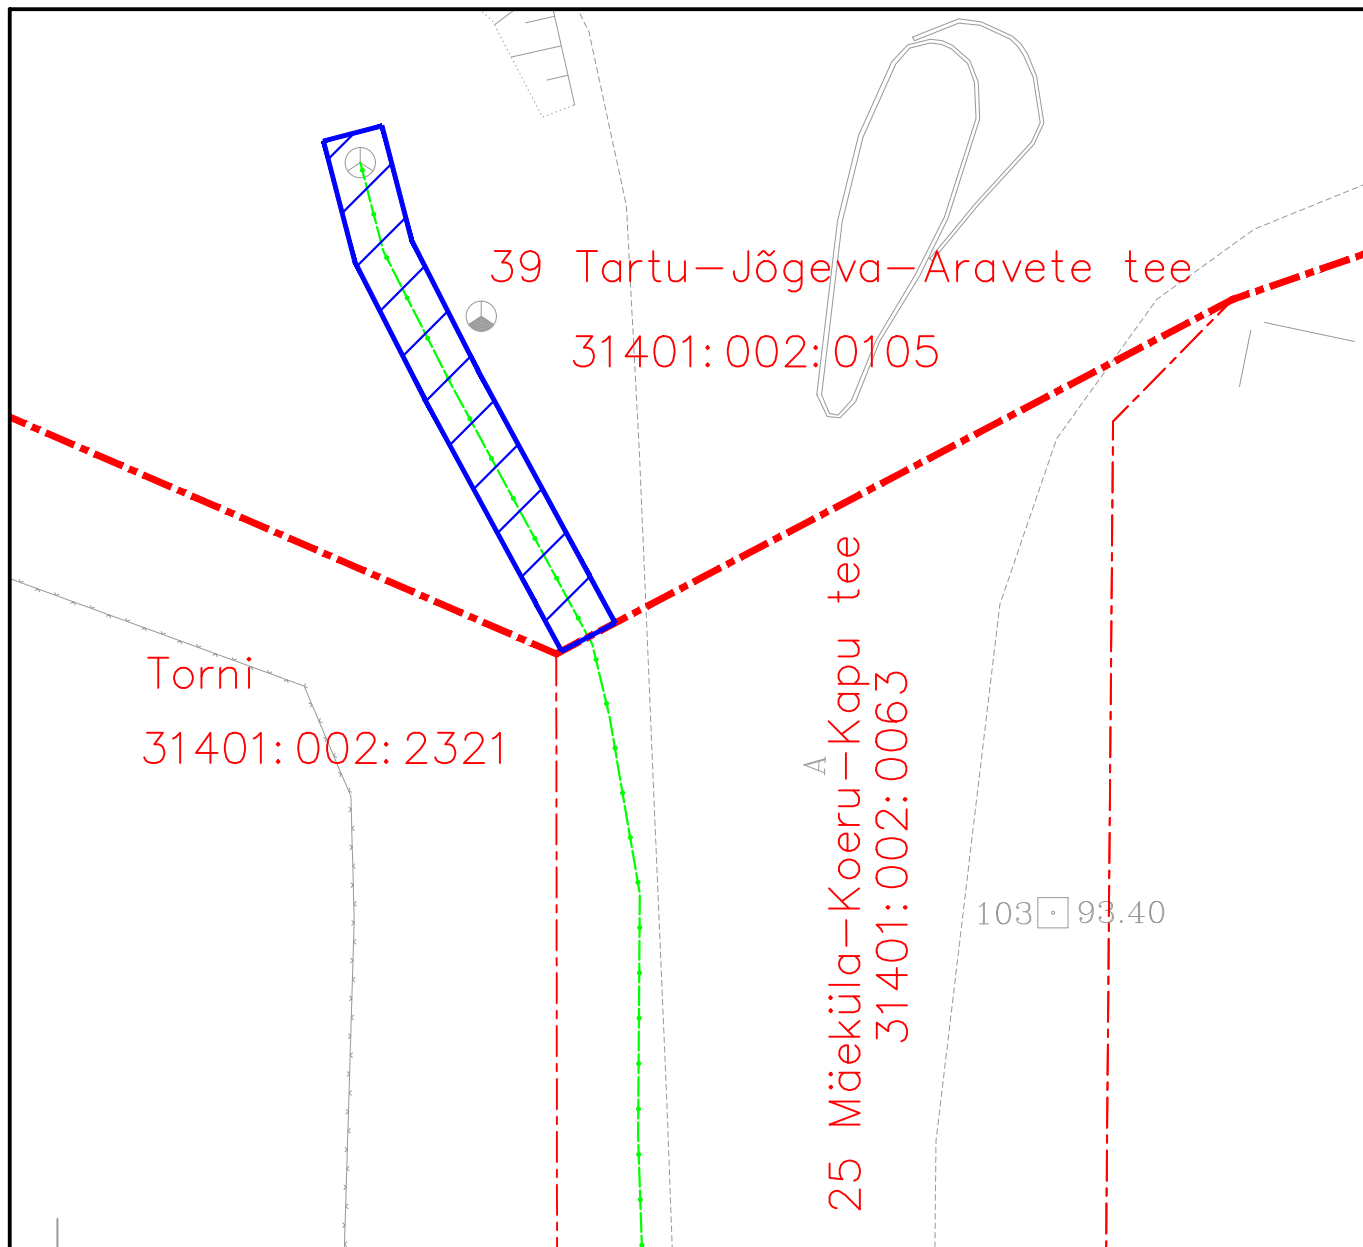 39 Tartu-Jõgeva-Aravete tee
31401:002:0105
Torni
31401:002:2321
25 Mäeküla-Koeru-Kapu tee
31401:002:0063
A
103 93.40